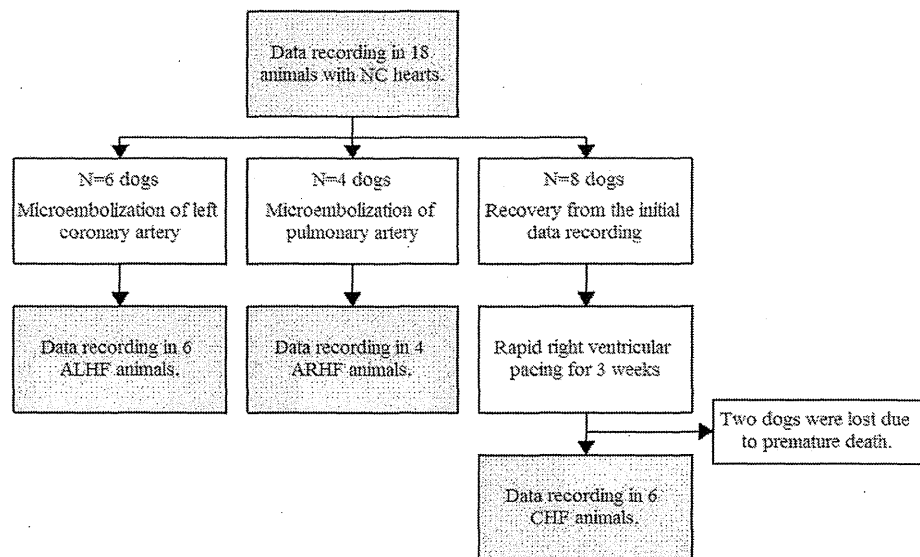 Data recording in 18
animals with NC hearts.
N=6 dogs
Microembolization of left
coronary artery
N=4 dogs
Microembolization of
pulmonary artery
N=8 dogs
Recovery from the initial
data recording
Data recording in 6
ALHF animals.
Data recording in 4
ARHF animals.
Rapid right ventricular
pacing for 3 weeks
Two dogs were lost due
to premature death.
Data recording in 6
CHF animals.